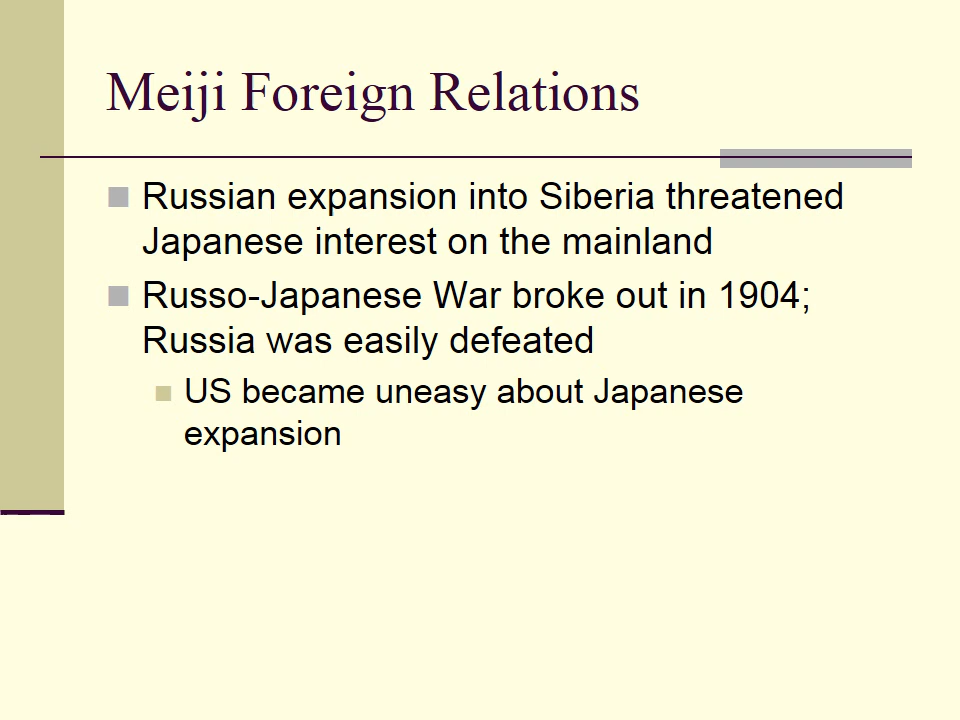 Meiji Foreign Relations
Russian expansion into Siberia threatened
Japanese interest on the mainland
Russo-Japanese War broke out in 1904;
Russia was easily defeated
US became uneasy about Japanese
expansion